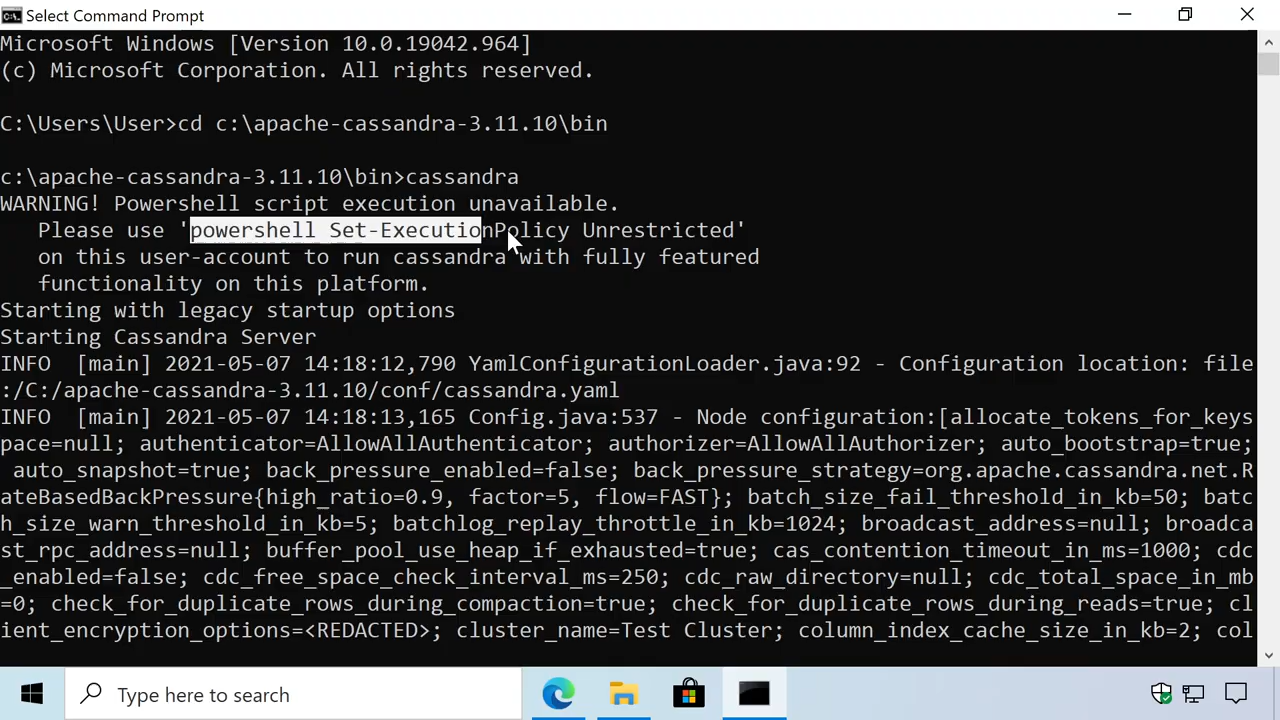 Select Command Prompt
Microsoft Windows [Version 10.0.19042.964]
(c) Microsoft Corporation. All rights reserved.
C:\Users\User>cd c:\apache-cassandra-3.11.10\bin
c:\apache-cassandra-3.11.10\bin>cassandra
WARNING! Powershell script execution unavailable.
Please use 'powershell Set-ExecutionPolicy Unrestricted'
on this user-account to run cassandra with fully featured
functionality on this platform.
Starting with legacy startup options
Starting Cassandra Server
INFO  [main] 2021-05-07 14:18:12,790 YamlConfigurationLoader.java:92 - Configuration location: file
:/C:/apache-cassandra-3.11.10/conf/cassandra.yaml
INFO  [main] 2021-05-07 14:18:13,165 Config.java:537 - Node configuration:[allocate_tokens_for_keys
pace=null; authenticator=AllowAllAuthenticator; authorizer=AllowAllAuthorizer; auto_bootstrap=true;
auto_snapshot=true; back_pressure_enabled=false; back_pressure_strategy=org.apache.cassandra.net.R
ateBasedBackPressure{high_ratio=0.9, factor=5, flow=FAST}; batch_size_fail_threshold_in_kb=50; batc
h_size_warn_threshold_in_kb=5; batchlog_replay_throttle_in_kb=1024; broadcast_address=null; broadca
st_rpc_address=null; buffer_pool_use_heap_if_exhausted=true; cas_contention_timeout_in_ms=1000; cdc
_enabled=false; cdc_free_space_check_interval_ms=250; cdc_raw_directory=null; cdc_total_space_in_mb
=0; check_for_duplicate_rows_during_compaction=true; check_for_duplicate_rows_during_reads=true; cl
ient_encryption_options=<REDACTED>; cluster_name=Test Cluster; column_index_cache_size_in_kb=2; col
Type here to search